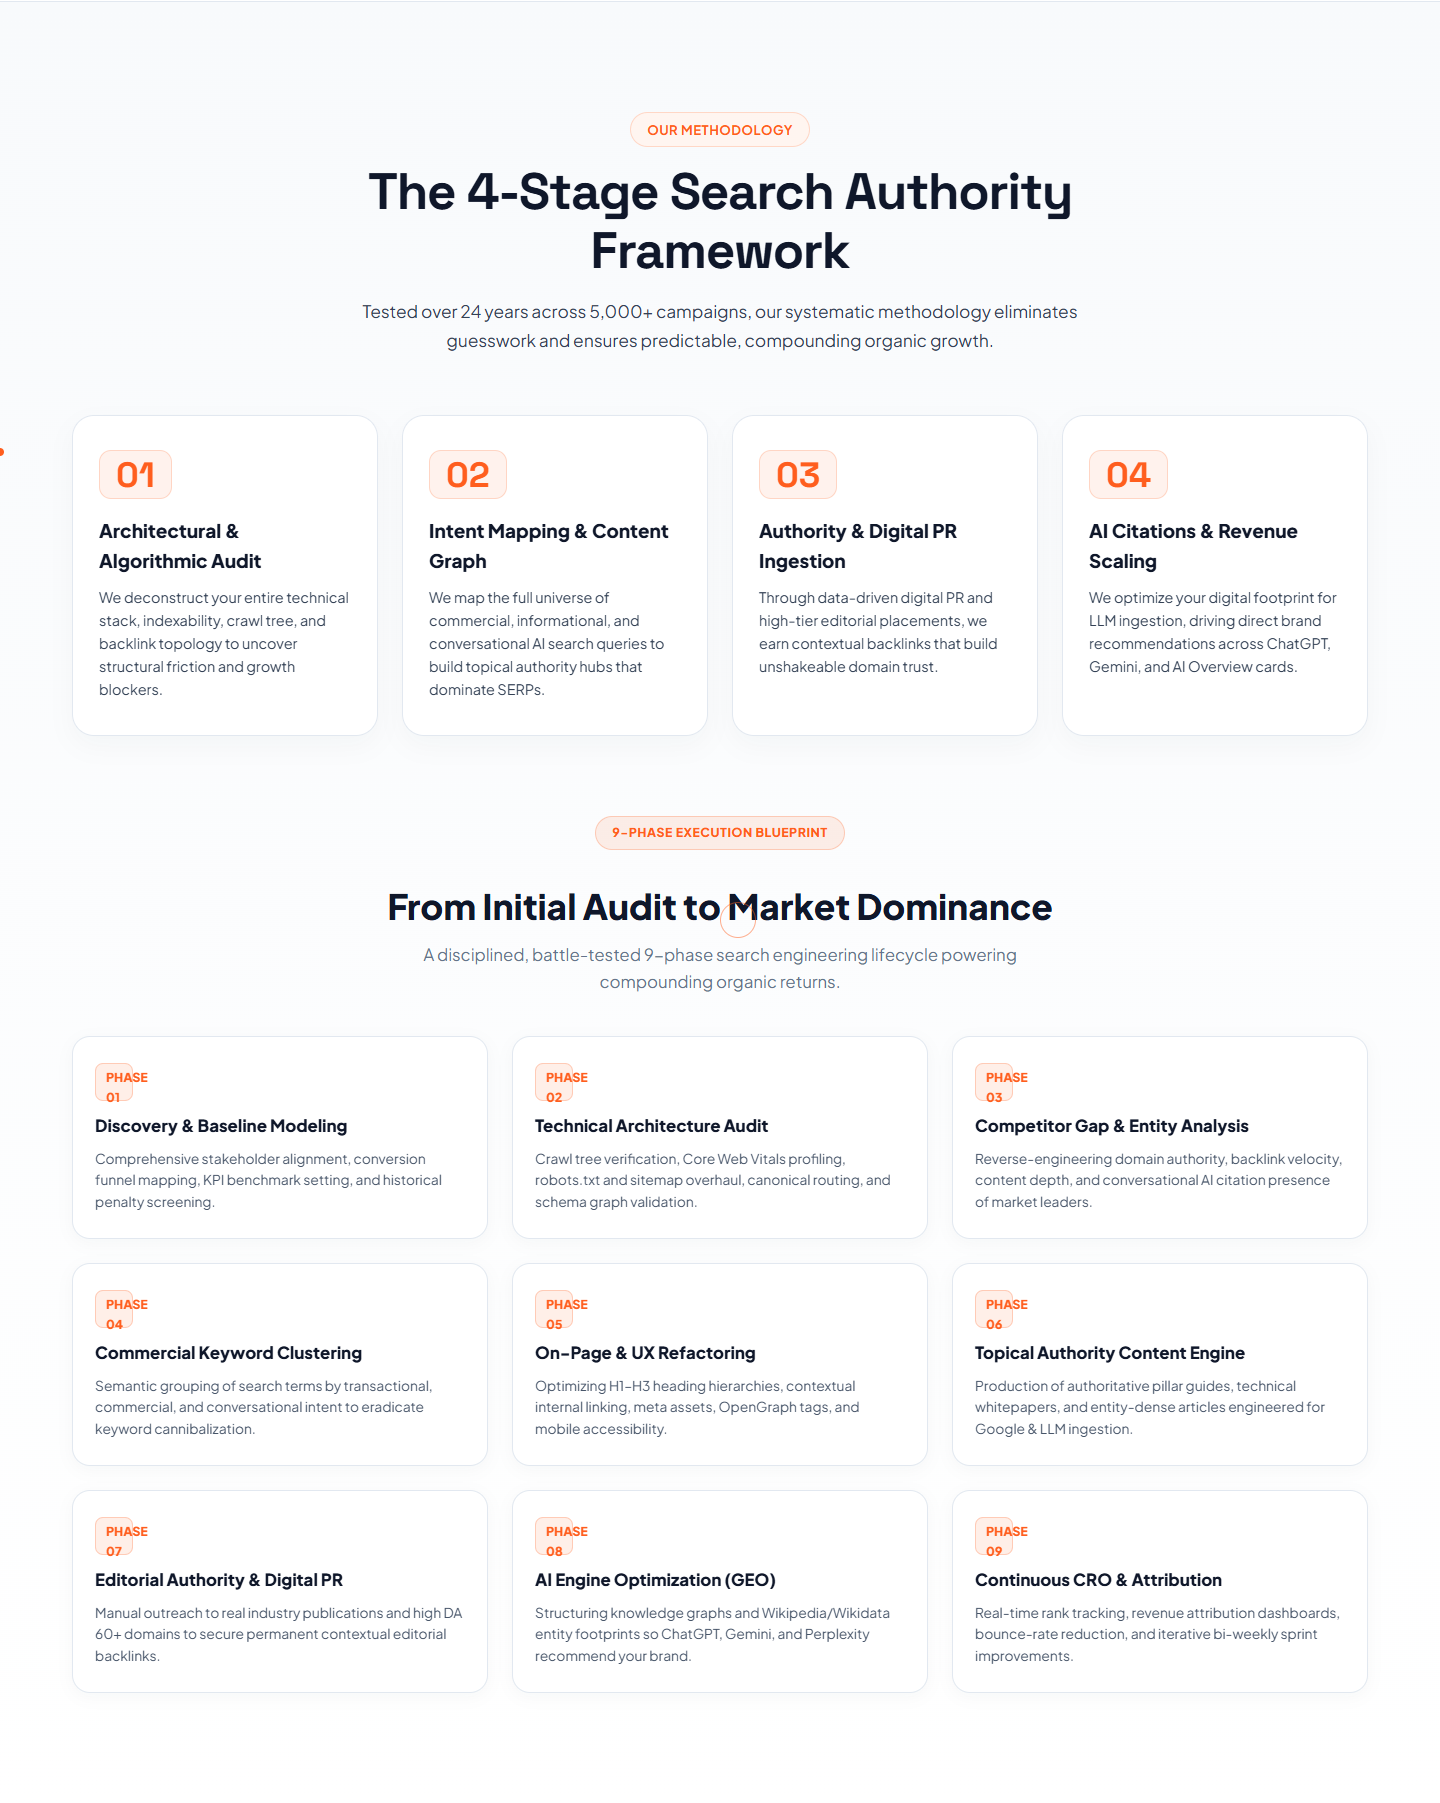 OUR METHODOLOGY
The 4-Stage Search Authority
Framework
Tested over 24 years across 5,000+ campaigns, our systematic methodology eliminates
guesswork and ensures predictable, compounding organic growth.
01
Architectural &
Algorithmic Audit
We deconstruct your entire technical
stack, indexability, crawl tree, and
backlink topology to uncover
structural friction and growth
blockers.
02
Intent Mapping & Content
Graph
We map the full universe of
commercial, informational, and
conversational AI search queries to
build topical authority hubs that
dominate SERPs.
03
Authority & Digital PR
Ingestion
Through data-driven digital PR and
high-tier editorial placements, we
earn contextual backlinks that build
unshakeable domain trust.
04
AI Citations & Revenue
Scaling
We optimize your digital footprint for
LLM ingestion, driving direct brand
recommendations across ChatGPT,
Gemini, and AI Overview cards.
9-PHASE EXECUTION BLUEPRINT
From Initial Audit to Market Dominance
A disciplined, battle-tested 9-phase search engineering lifecycle powering
compounding organic returns.
PHASE
01
Discovery & Baseline Modeling
Comprehensive stakeholder alignment, conversion
funnel mapping, KPI benchmark setting, and historical
penalty screening.
PHASE
02
Technical Architecture Audit
Crawl tree verification, Core Web Vitals profiling,
robots.txt and sitemap overhaul, canonical routing, and
schema graph validation.
PHASE
03
Competitor Gap & Entity Analysis
Reverse-engineering domain authority, backlink velocity,
content depth, and conversational AI citation presence
of market leaders.
PHASE
04
Commercial Keyword Clustering
Semantic grouping of search terms by transactional,
commercial, and conversational intent to eradicate
keyword cannibalization.
PHASE
05
On-Page & UX Refactoring
Optimizing H1-H3 heading hierarchies, contextual
internal linking, meta assets, OpenGraph tags, and
mobile accessibility.
PHASE
06
Topical Authority Content Engine
Production of authoritative pillar guides, technical
whitepapers, and entity-dense articles engineered for
Google & LLM ingestion.
PHASE
07
Editorial Authority & Digital PR
Manual outreach to real industry publications and high DA
60+ domains to secure permanent contextual editorial
backlinks.
PHASE
08
AI Engine Optimization (GEO)
Structuring knowledge graphs and Wikipedia/Wikidata
entity footprints so ChatGPT, Gemini, and Perplexity
recommend your brand.
PHASE
09
Continuous CRO & Attribution
Real-time rank tracking, revenue attribution dashboards,
bounce-rate reduction, and iterative bi-weekly sprint
improvements.